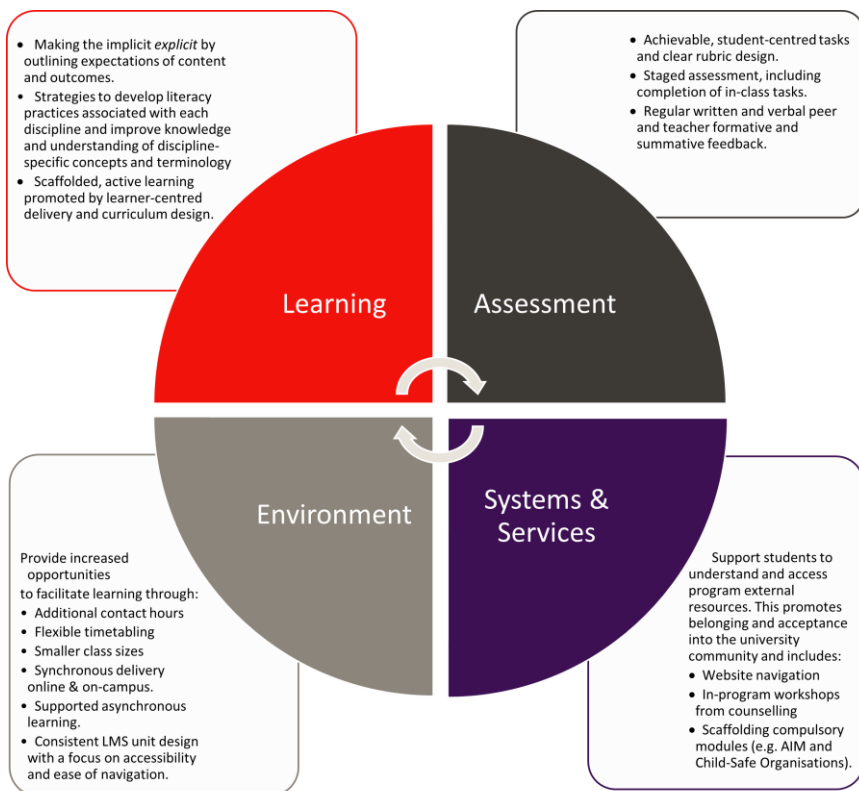 • Making the implicit explicit by
outlining expectations of content
and outcomes.
• Strategies to develop literacy
practices associated with each
discipline and improve knowledge
and understanding of discipline-
specific concepts and terminology
• Scaffolded, active learning
promoted by learner-centred
delivery and curriculum design.
• Achievable, student-centred tasks
and clear rubric design.
• Staged assessment, including
completion of in-class tasks.
• Regular written and verbal peer
and teacher formative and
summative feedback.
Learning
Assessment
Environment
Systems &
Services
Provide increased
opportunities
to facilitate learning through:
• Additional contact hours
• Flexible timetabling
• Smaller class sizes
• Synchronous delivery
online & on-campus.
• Supported asynchronous
learning.
• Consistent LMS unit design
with a focus on accessibility
and ease of navigation.
Support students to
understand and access
program external
resources. This promotes
belonging and acceptance
into the university
community and includes:
• Website navigation
• In-program workshops
from counselling
• Scaffolding compulsory
modules (e.g. AIM and
Child-Safe Organisations).